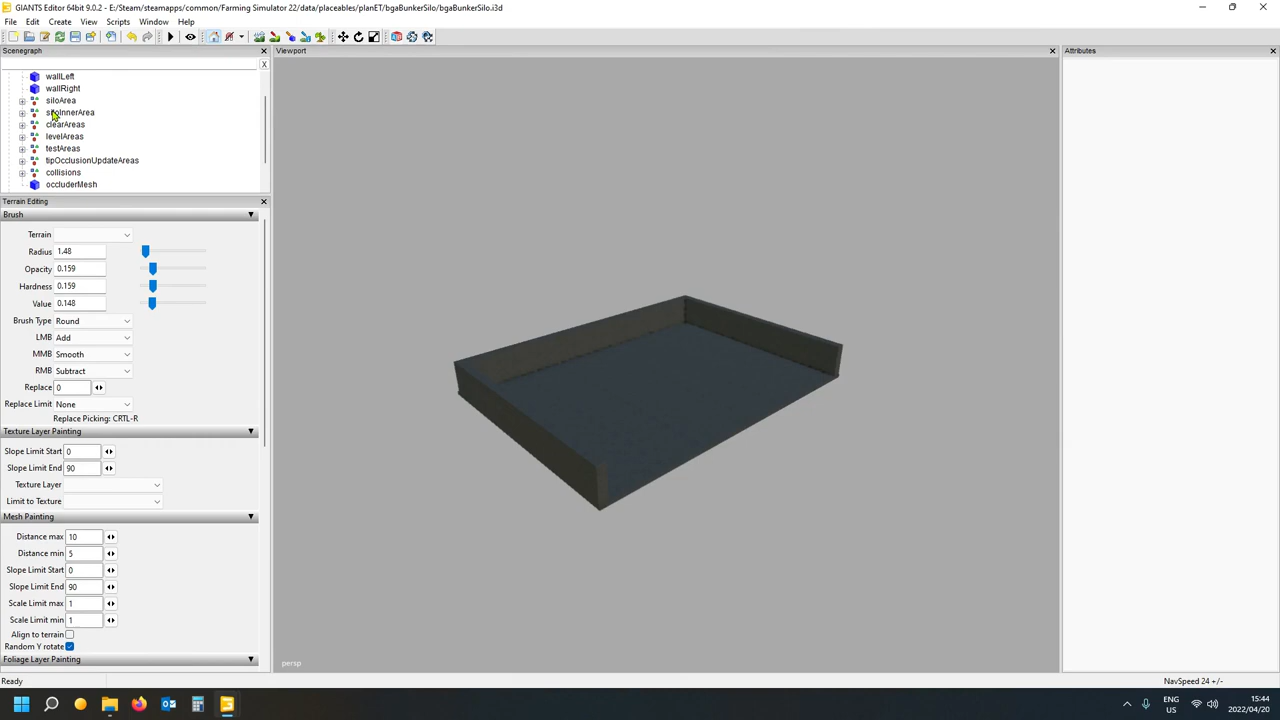 GIANTS Editor 64bit v9.0.2 - E:/Steam/steamapps/common/Farming Simulator 22/data/placeables/planET/bgaBunkerSilo/bgaBunkerSilo.i3d
File Edit Create View Scripts Window Help
Scenegraph
Viewport
Attributes
X
wallLeft
wallRight
siloArea
siloInnerArea
clearAreas
levelAreas
testAreas
tipOcclusionUpdateAreas
collisions
occluderMesh
Terrain Editing
Brush
Terrain
Radius 1.48
Opacity 0.159
Hardness 0.159
Value 0.148
Brush Type Round
LMB Add
MMB Smooth
RMB Subtract
Replace 0
Replace Limit None
Replace Picking: CRTL-R
Texture Layer Painting
Slope Limit Start 0
Slope Limit End 90
Texture Layer
Limit to Texture
Mesh Painting
Distance max 10
Distance min 5
Slope Limit Start 0
Slope Limit End 90
Scale Limit max 1
Scale Limit min 1
Align to terrain
Random Y rotate
Foliage Layer Painting
persp
Ready
NavSpeed 24 +/-
ENG
US
15:44
2022/04/20